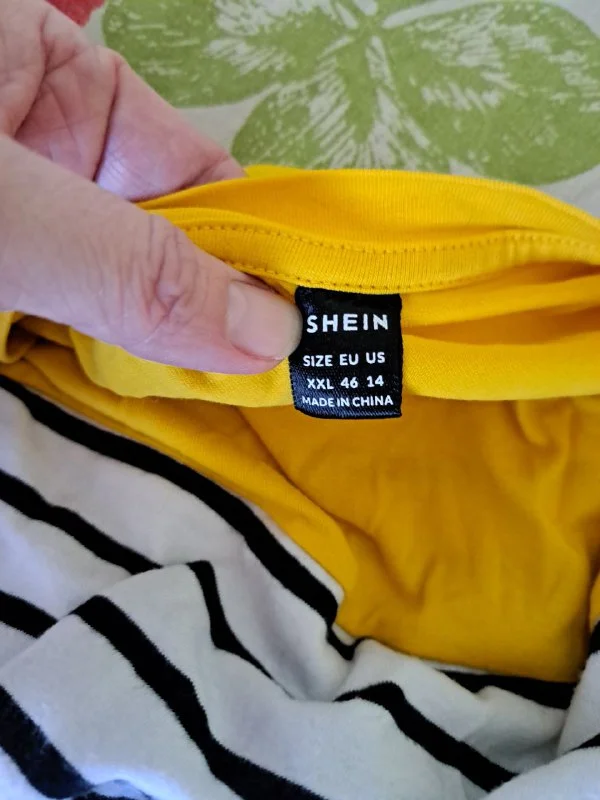 SHEIN
SIZE EU US
XXL 46 14
MADE IN CHINA